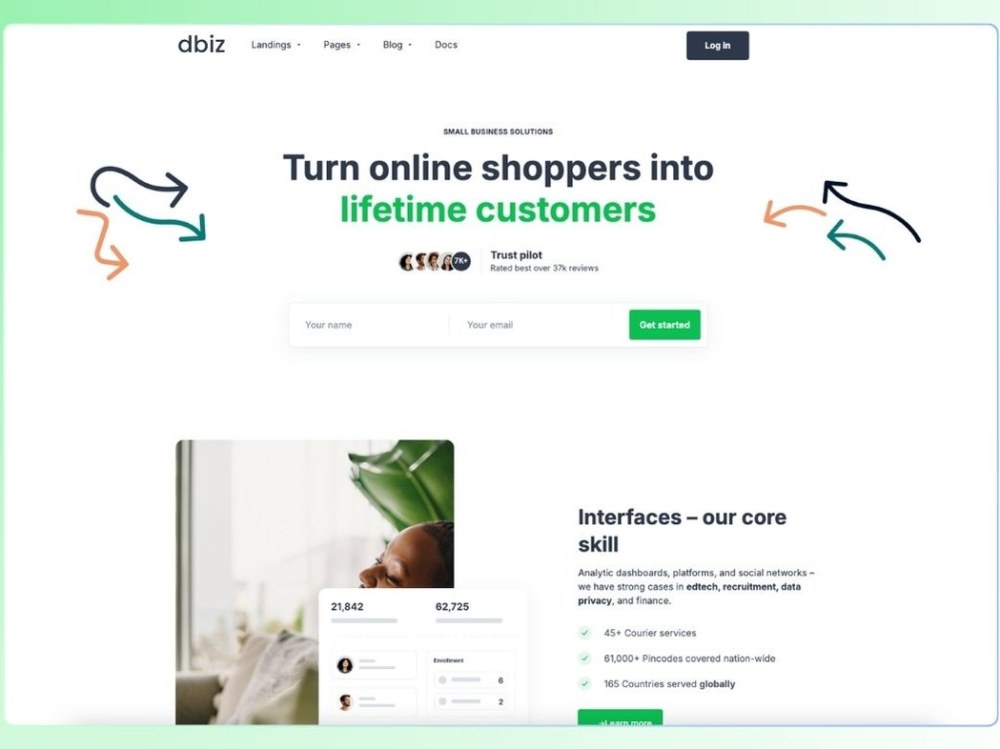 dbiz
Landings
Pages
Blog
Docs
Log In
SMALL BUSINESS SOLUTIONS
Turn online shoppers into
lifetime customers
7K+
Trust pilot
Rated best over 37k reviews
Your name
Your email
Get started
Interfaces – our core
skill
Analytic dashboards, platforms, and social networks –
we have strong cases in edtech, recruitment, data
privacy, and finance.
45+ Courier services
61,000+ Pincodes covered nation-wide
165 Countries served globally
Learn more
21,842
62,725
Enrollment
6
2